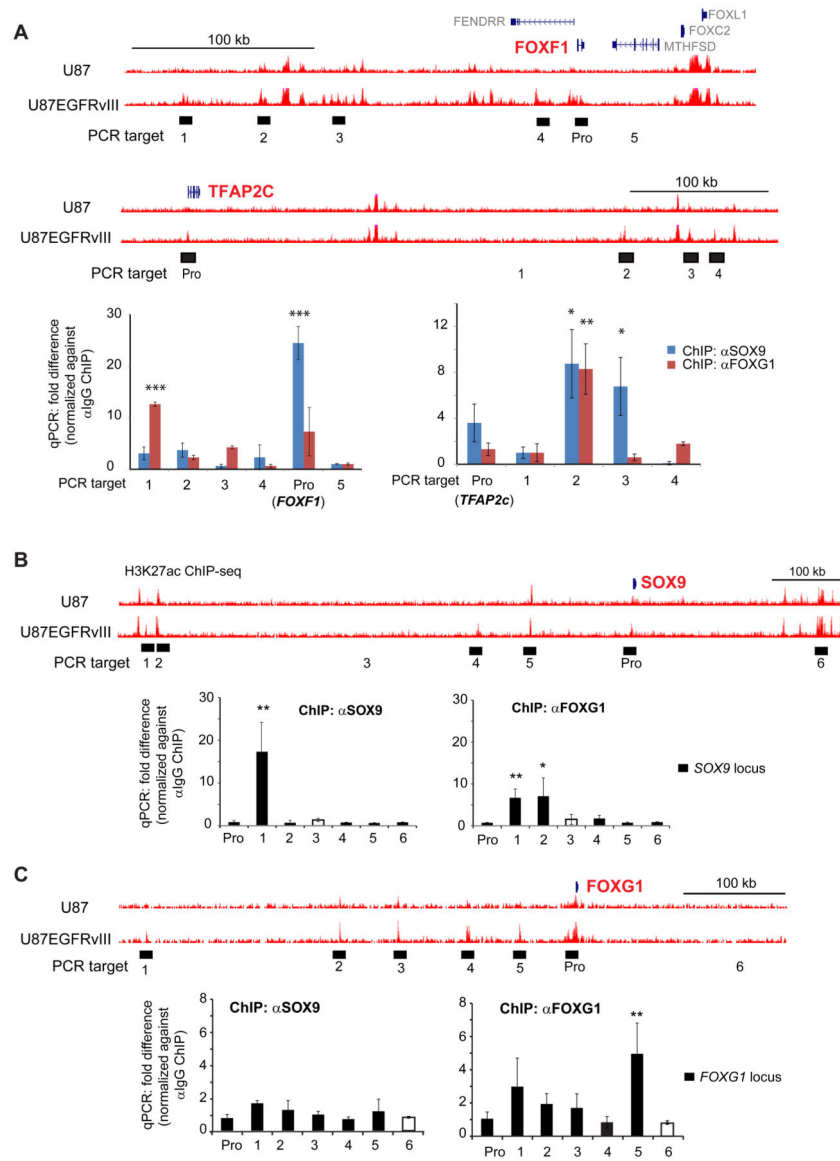 A
100 kb
FENDRR
FOXF1
FOXL1
FOXC2
MTHFSD
U87
U87EGFRvIII
PCR target 1 2 3 4 Pro 5
TFAP2C
100 kb
U87
U87EGFRvIII
PCR target Pro 1 2 3 4
qPCR: fold difference
(normalized against
αIgG ChIP)
30
20
10
0
***
***
PCR target 1 2 3 4 Pro 5
(FOXF1)
12
8
4
0
*
**
*
ChIP: αSOX9
ChIP: αFOXG1
PCR target Pro 1 2 3 4
(TFAP2c)
B
H3K27ac ChIP-seq
SOX9
100 kb
U87
U87EGFRvIII
PCR target 1 2 3 4 5 Pro 6
qPCR: fold difference
(normalized against
αIgG ChIP)
30
20
10
0
**
ChIP: αSOX9
Pro 1 2 3 4 5 6
30
20
10
0
ChIP: αFOXG1
**
*
Pro 1 2 3 4 5 6
SOX9 locus
C
FOXG1
100 kb
U87
U87EGFRvIII
PCR target 1 2 3 4 5 Pro 6
qPCR: fold difference
(normalized against
αIgG ChIP)
8
6
4
2
0
ChIP: αSOX9
Pro 1 2 3 4 5 6
8
6
4
2
0
ChIP: αFOXG1
**
Pro 1 2 3 4 5 6
FOXG1 locus